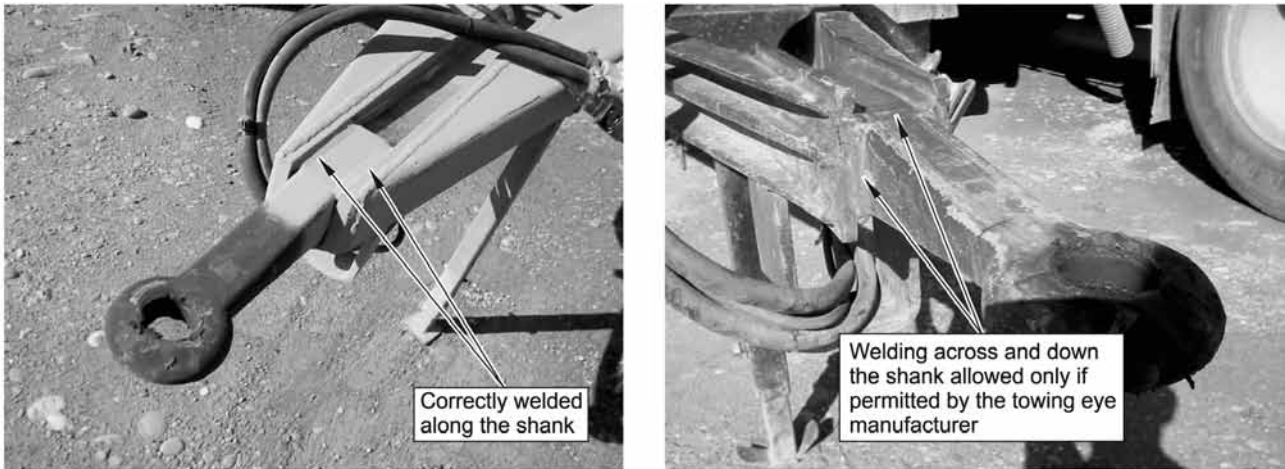 Correctly welded
along the shank
Welding across and down
the shank allowed only if
permitted by the towing eye
manufacturer